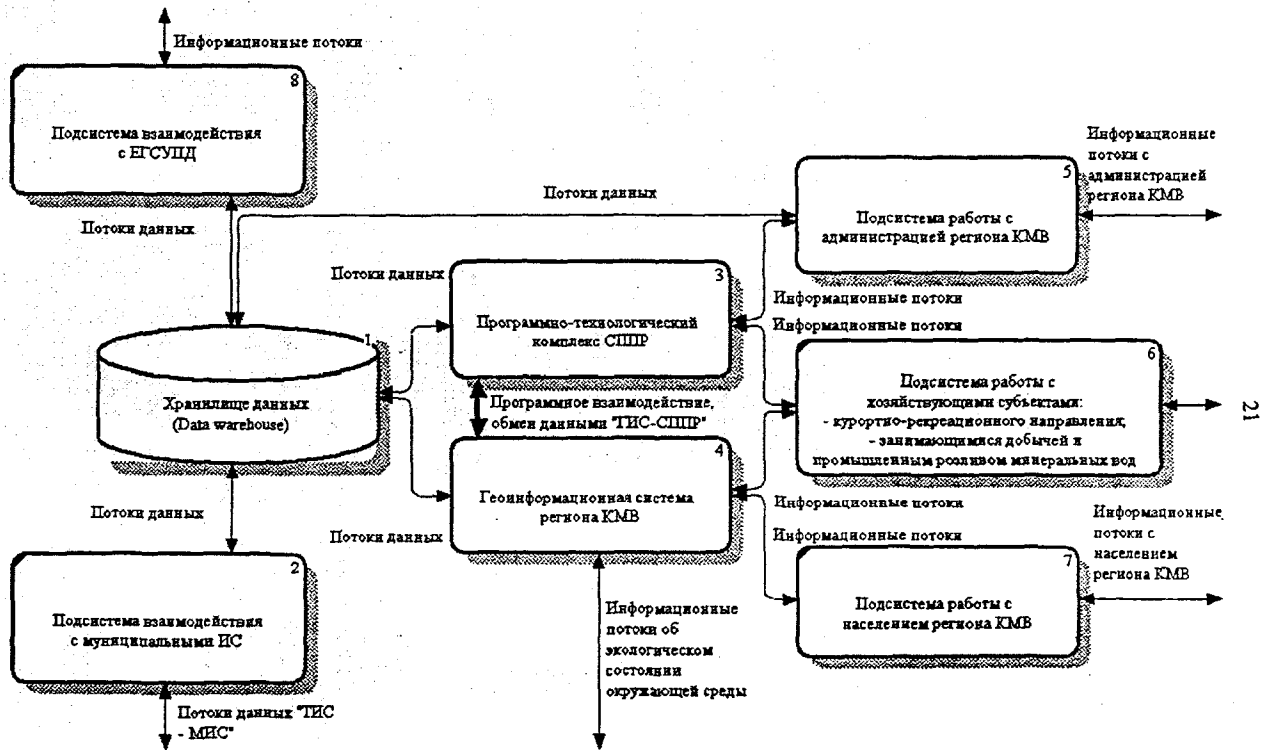 Информационные потоки
8
Подсистема взаимодействия
с ЕГСУПД
Потоки данных
Потоки данных
Информационные
потоки с
администрацией
региона КМВ
5
Подсистема работы с
администрацией региона КМВ
Потоки данных
3
Программно-технологический
комплекс СППР
Информационные потоки
Информационные потоки
1
Хранилище данных
(Data warehouse)
Программное взаимодействие,
обмен данными "ТИС-СППР"
6
Подсистема работы с
хозяйствующими субъектами:
- курортно-рекреационного направления;
- занимающимися добычей и
промышленным розливом минеральных вод
21
4
Геоинформационная система
региона КМВ
Потоки данных
Потоки данных
Информационные потоки
Информационные потоки
Информационные
потоки с
населением
региона КМВ
2
Подсистема взаимодействия
с муниципальными ИС
7
Подсистема работы с
населением региона КМВ
Информационные
потоки об
экологическом
состоянии
окружающей среды
Потоки данных "ТИС
- МИС"